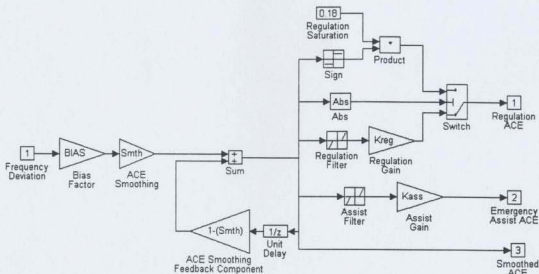 0.18
Regulation
Saturation
*
Product
Sign
Abs
Abs
Switch
1
Regulation
ACE
1
Frequency
Deviation
BIAS
Bias
Factor
Smth
ACE
Smoothing
+
+
Sum
Regulation
Filter
Kreg
Regulation
Gain
Assist
Filter
Kass
Assist
Gain
2
Emergency
Assist ACE
1-(Smth)
ACE Smoothing
Feedback Component
1/z
Unit
Delay
3
Smoothed
ACE